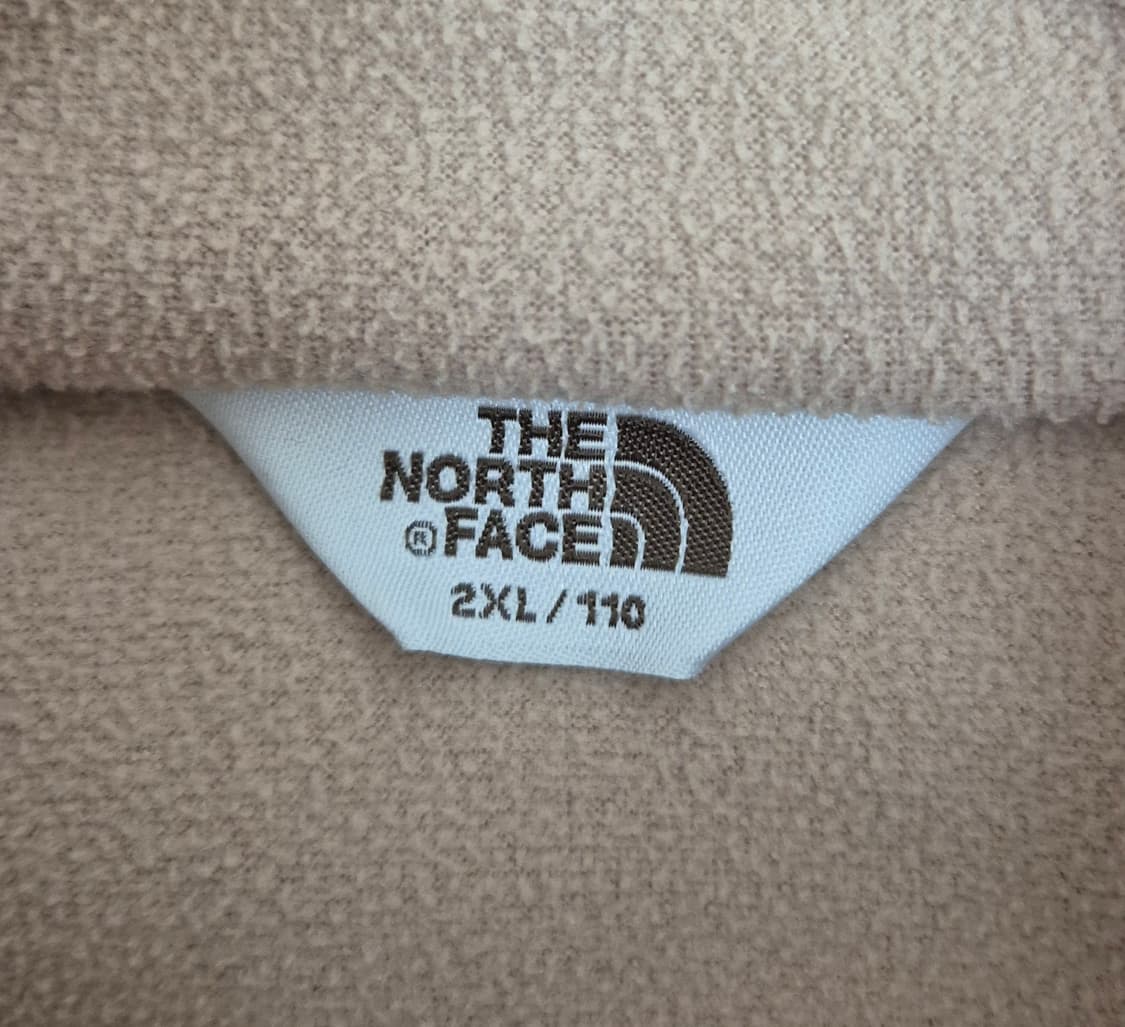 THE
NORTH
® FACE
2XL / 110